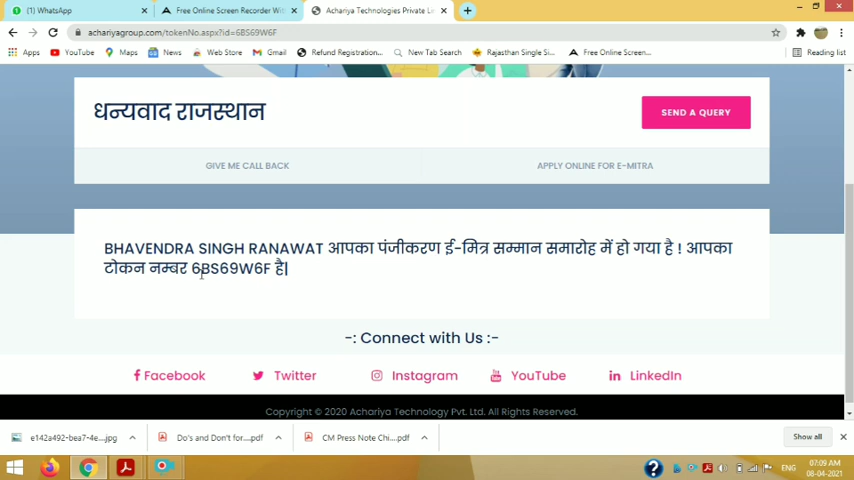 (1) WhatsApp
Free Online Screen Recorder Wit
Achariya Technologies Private Li
achariyagroup.com/tokenNo.aspx?id=6BS69W6F
Apps
YouTube
Maps
News
Web Store
Gmail
Refund Registration...
New Tab Search
Rajasthan Single Si...
Free Online Screen...
Reading list
धन्यवाद राजस्थान
SEND A QUERY
GIVE ME CALL BACK
APPLY ONLINE FOR E-MITRA
BHAVENDRA SINGH RANAWAT आपका पंजीकरण ई-मित्र सम्मान समारोह में हो गया है ! आपका
टोकन नम्बर 6BS69W6F है|
-: Connect with Us :-
Facebook
Twitter
Instagram
YouTube
LinkedIn
Copyright © 2020 Achariya Technology Pvt. Ltd. All Rights Reserved.
e142a492-bea7-4e....jpg
Do's and Don't for....pdf
CM Press Note Chi....pdf
Show all
ENG
07:09 AM
08-04-2021